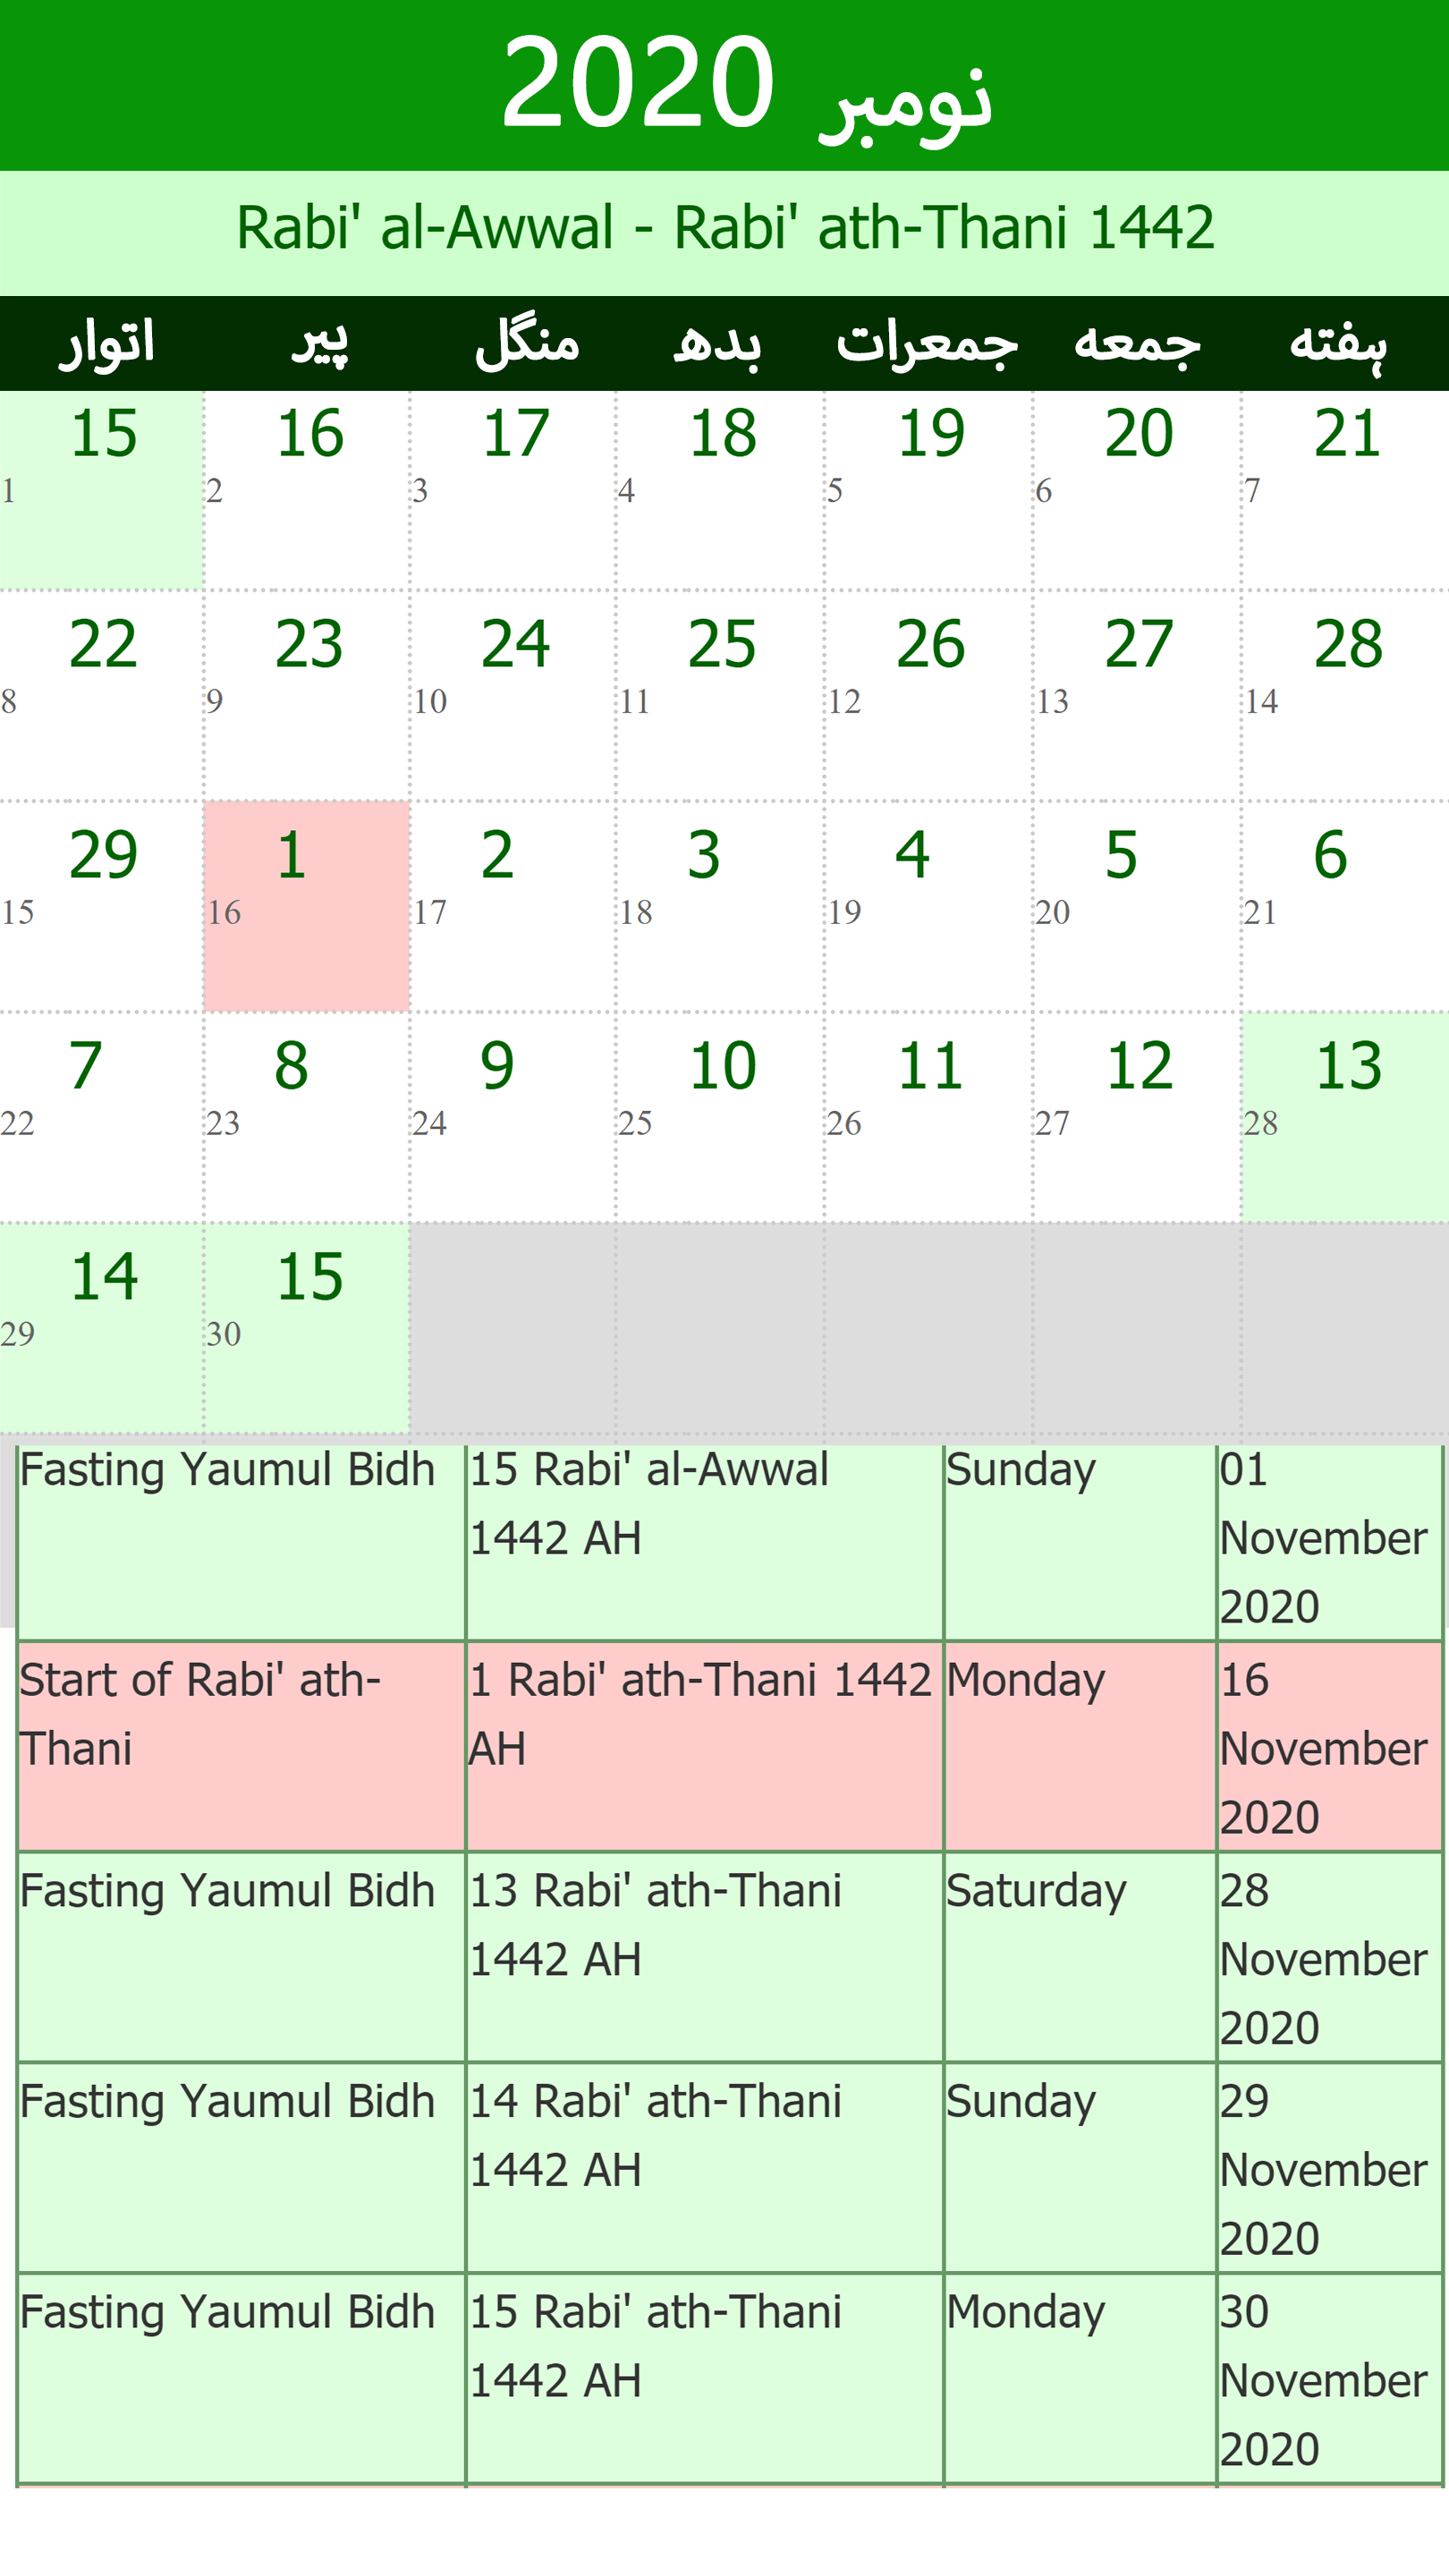 نومبر 2020
Rabi' al-Awwal - Rabi' ath-Thani 1442
اتوار پیر منگل بدھ جمعرات جمعہ ہفتہ
15 16 17 18 19 20 21
1 2 3 4 5 6 7
22 23 24 25 26 27 28
8 9 10 11 12 13 14
29 1 2 3 4 5 6
15 16 17 18 19 20 21
7 8 9 10 11 12 13
22 23 24 25 26 27 28
14 15
29 30
Fasting Yaumul Bidh 15 Rabi' al-Awwal Sunday 01
1442 AH November
2020
Start of Rabi' ath- 1 Rabi' ath-Thani 1442 Monday 16
Thani AH November
2020
Fasting Yaumul Bidh 13 Rabi' ath-Thani Saturday 28
1442 AH November
2020
Fasting Yaumul Bidh 14 Rabi' ath-Thani Sunday 29
1442 AH November
2020
Fasting Yaumul Bidh 15 Rabi' ath-Thani Monday 30
1442 AH November
2020